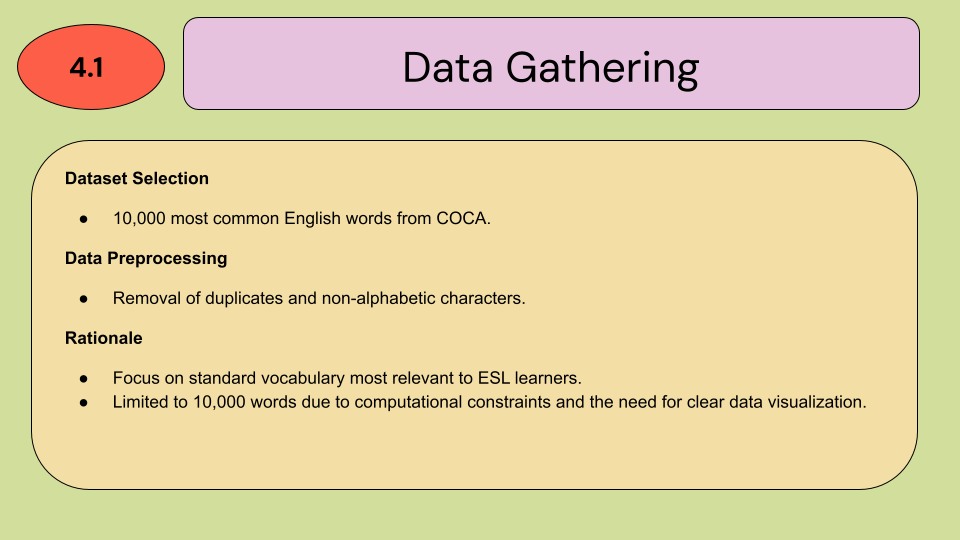 4.1
Data Gathering
Dataset Selection
● 10,000 most common English words from COCA.
Data Preprocessing
● Removal of duplicates and non-alphabetic characters.
Rationale
● Focus on standard vocabulary most relevant to ESL learners.
● Limited to 10,000 words due to computational constraints and the need for clear data visualization.